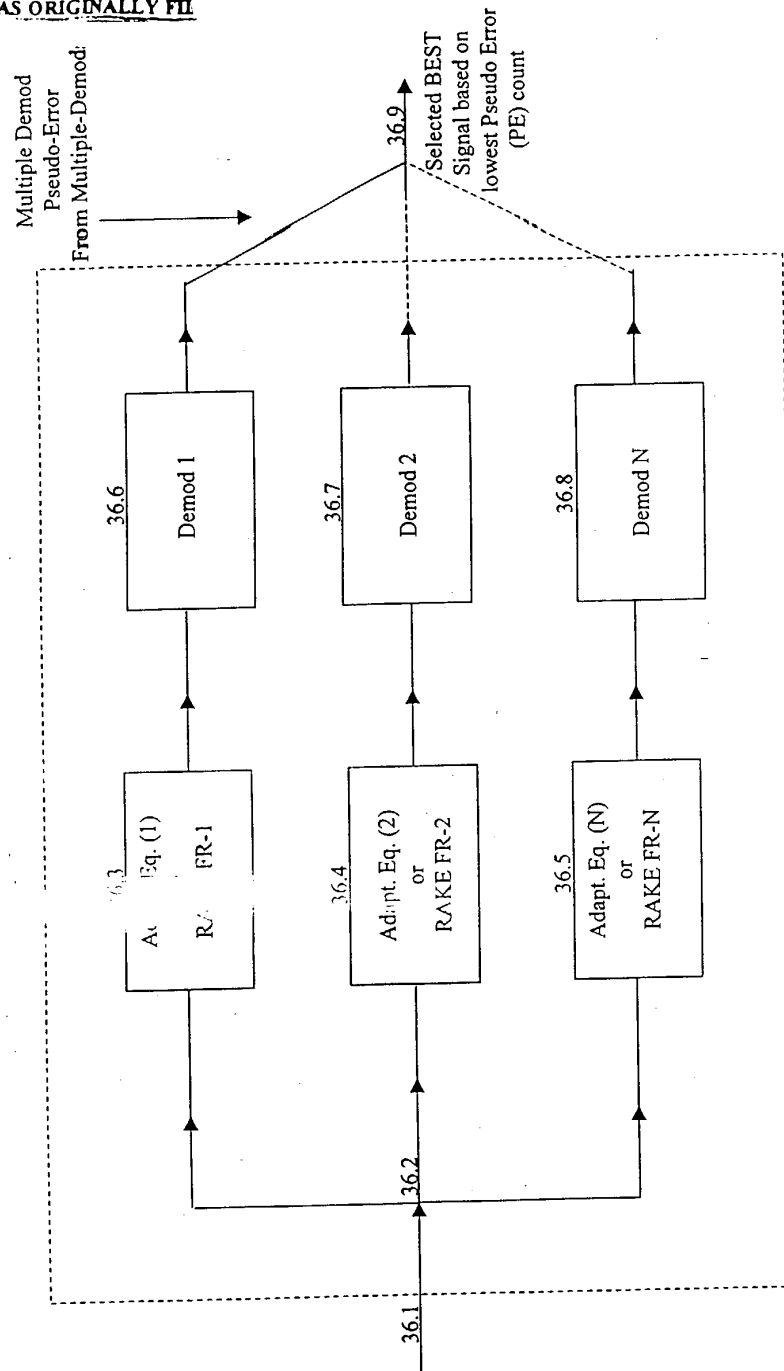 AS ORIGINALLY FIL
Multiple Demod
Pseudo-Error
From Multiple-Demod:
36.1
36.2
36.3
Eq. (1)
FR-1
36.6
Demod 1
36.4
Adapt. Eq. (2)
or
RAKE FR-2
36.7
Demod 2
36.5
Adapt. Eq. (N)
or
RAKE FR-N
36.8
Demod N
36.9
Selected BEST
Signal based on
lowest Pseudo Error
(PE) count